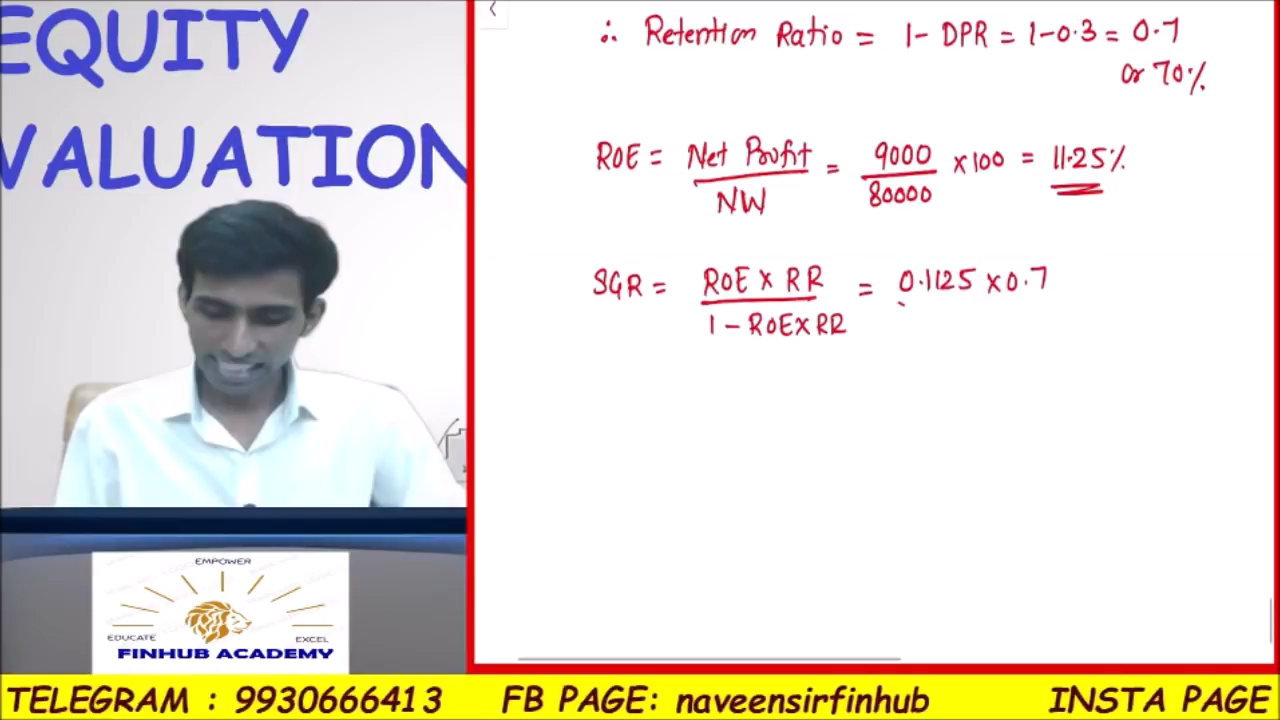 EQUITY
VALUATION
∴ Retention Ratio = 1 - DPR = 1-0.3 = 0.7
or 70%
ROE = Net Profit / NW = 9000 / 80000 × 100 = 11.25%
SGR = ROE × RR / 1 - ROE×RR = 0.1125 × 0.7
EMPOWER
EDUCATE EXCEL
FINHUB ACADEMY
TELEGRAM : 9930666413 FB PAGE: naveensirfinhub INSTA PAGE